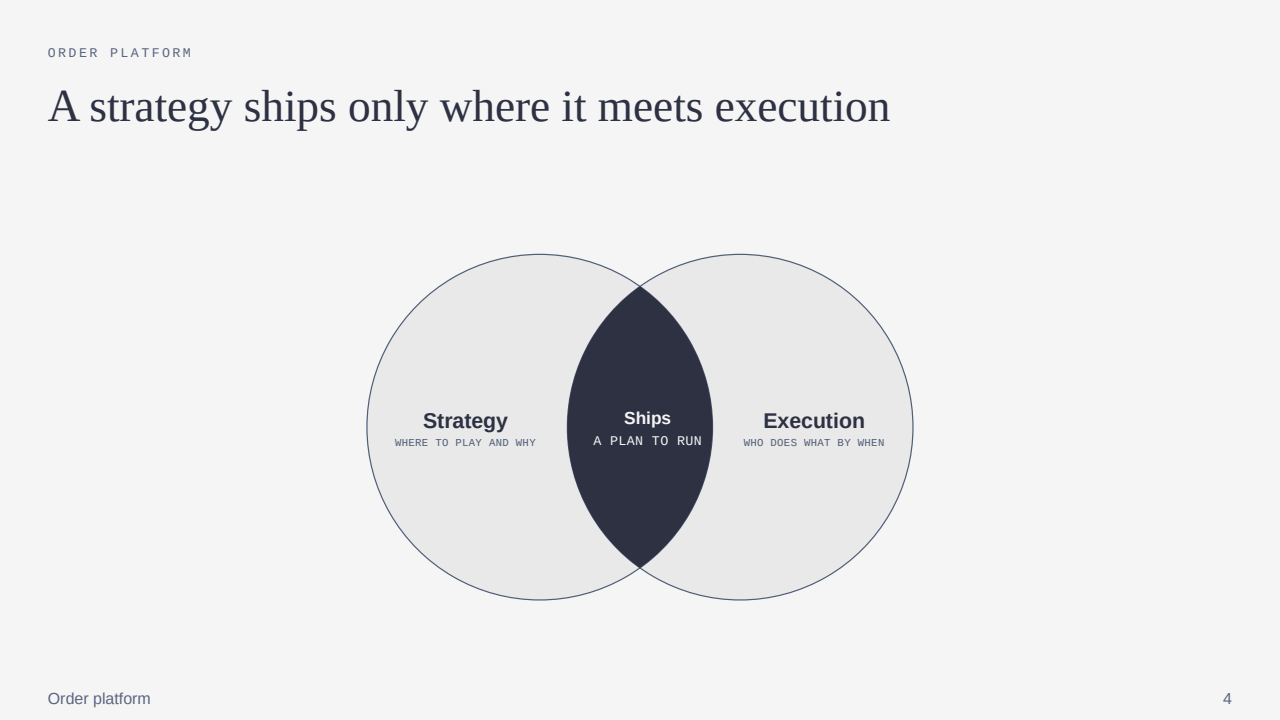 ORDER PLATFORM
A strategy ships only where it meets execution
Strategy
WHERE TO PLAY AND WHY
Ships
A PLAN TO RUN
Execution
WHO DOES WHAT BY WHEN
Order platform
4